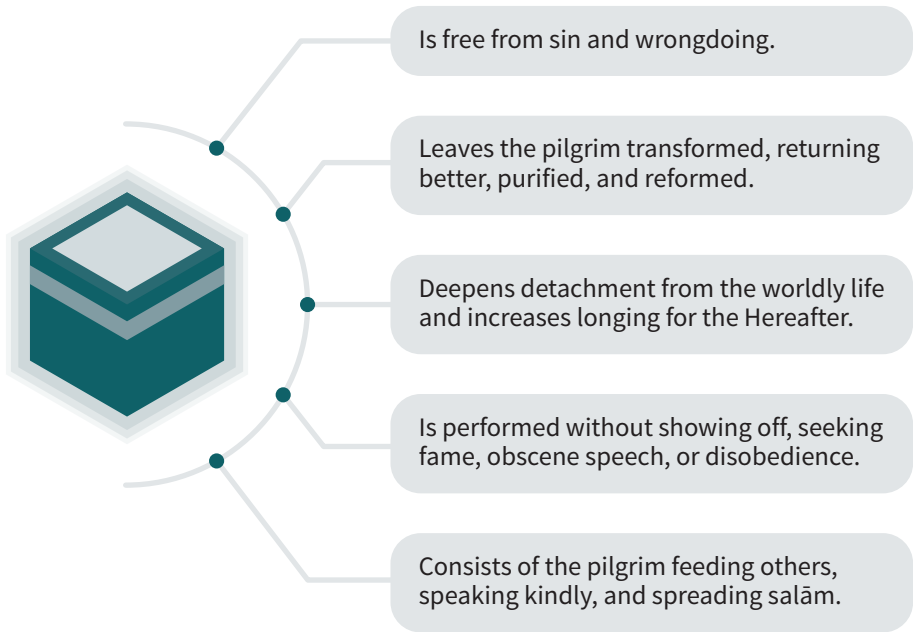 Is free from sin and wrongdoing.
Leaves the pilgrim transformed, returning
better, purified, and reformed.
Deepens detachment from the worldly life
and increases longing for the Hereafter.
Is performed without showing off, seeking
fame, obscene speech, or disobedience.
Consists of the pilgrim feeding others,
speaking kindly, and spreading salām.